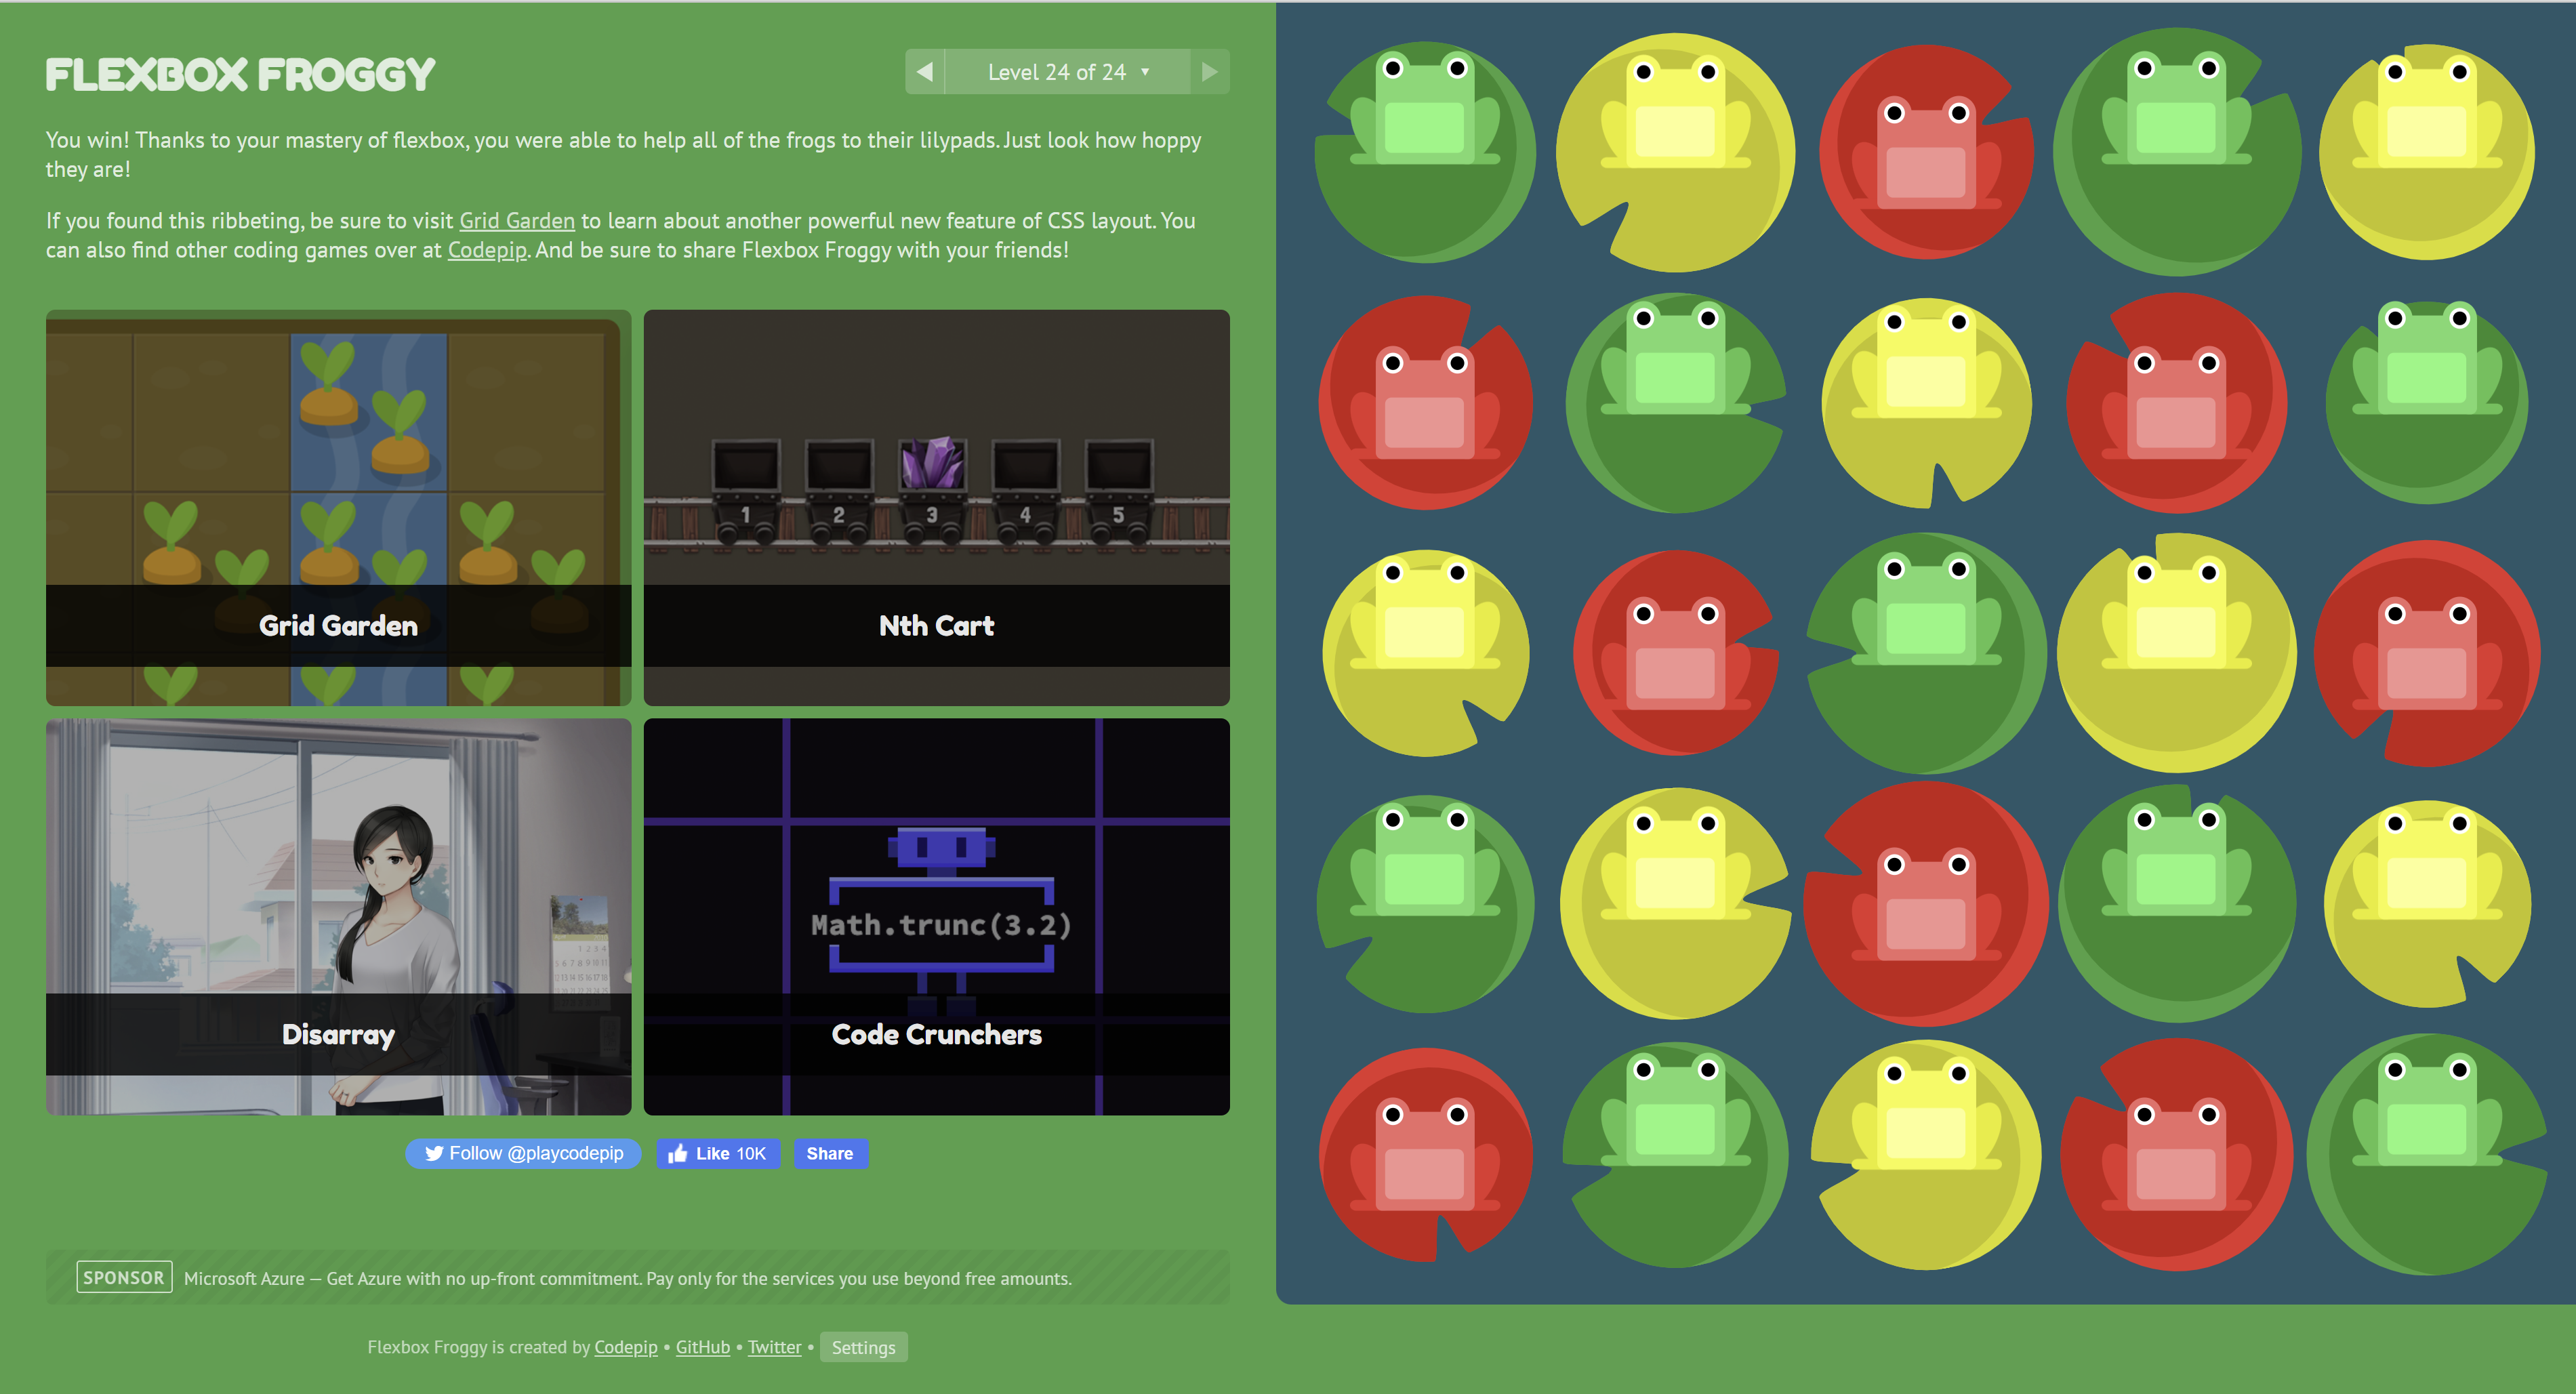 FLEXBOX FROGGY
Level 24 of 24
You win! Thanks to your mastery of flexbox, you were able to help all of the frogs to their lilypads. Just look how hoppy
they are!
If you found this ribbeting, be sure to visit Grid Garden to learn about another powerful new feature of CSS layout. You
can also find other coding games over at Codepip. And be sure to share Flexbox Froggy with your friends!
1 2 3 4 5
Grid Garden
Nth Cart
Math.trunc(3.2)
Disarray
Code Crunchers
Follow @playcodepip
Like 10K
Share
SPONSOR Microsoft Azure — Get Azure with no up-front commitment. Pay only for the services you use beyond free amounts.
Flexbox Froggy is created by Codepip • GitHub • Twitter • Settings